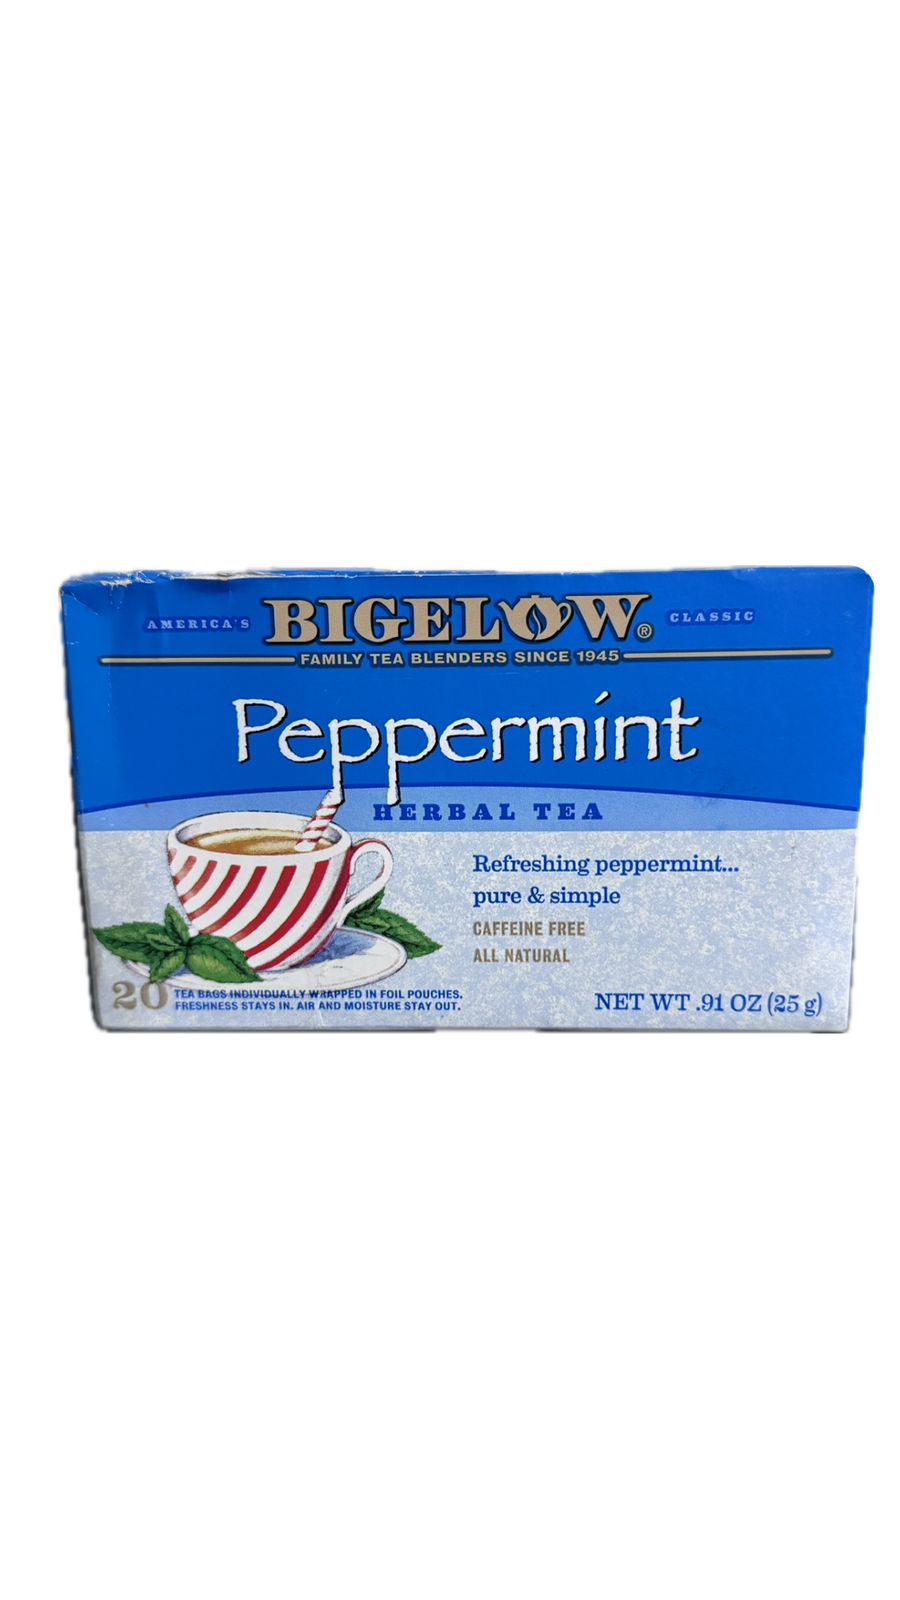 AMERICA'S BIGELOW® CLASSIC
FAMILY TEA BLENDERS SINCE 1945
Peppermint
HERBAL TEA
Refreshing peppermint...
pure & simple
CAFFEINE FREE
ALL NATURAL
20 TEA BAGS INDIVIDUALLY WRAPPED IN FOIL POUCHES.
FRESHNESS STAYS IN. AIR AND MOISTURE STAY OUT.
NET WT .91 OZ (25 g)